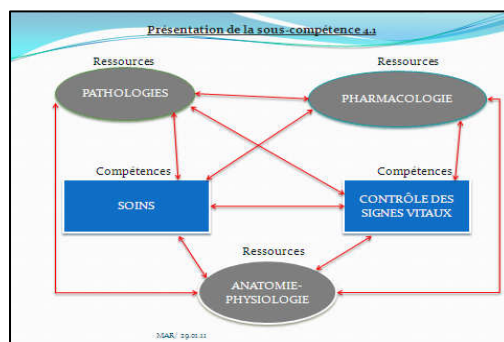 Présentation de la sous-compétence 4.1
Ressources
Ressources
PATHOLOGIES
PHARMACOLOGIE
Compétences
Compétences
SOINS
CONTRÔLE DES
SIGNES VITAUX
Ressources
ANATOMIE-
PHYSIOLOGIE
MAR/ 29.01.11